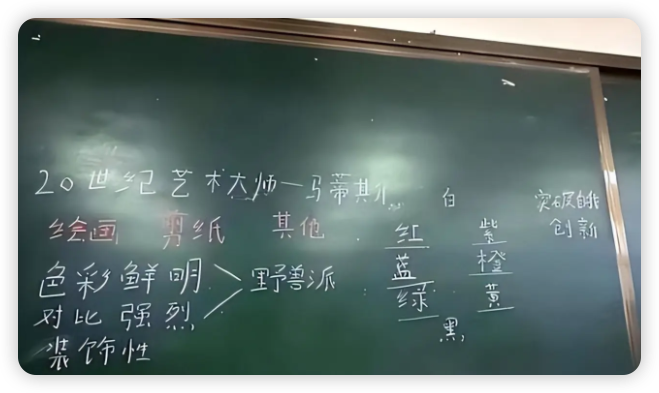 20世纪艺术大师—马蒂斯
绘画 剪纸 其他
色彩鲜明
对比强烈
野兽派
装饰性
白
红 紫
蓝 橙
绿 黄
黑
突破
创新